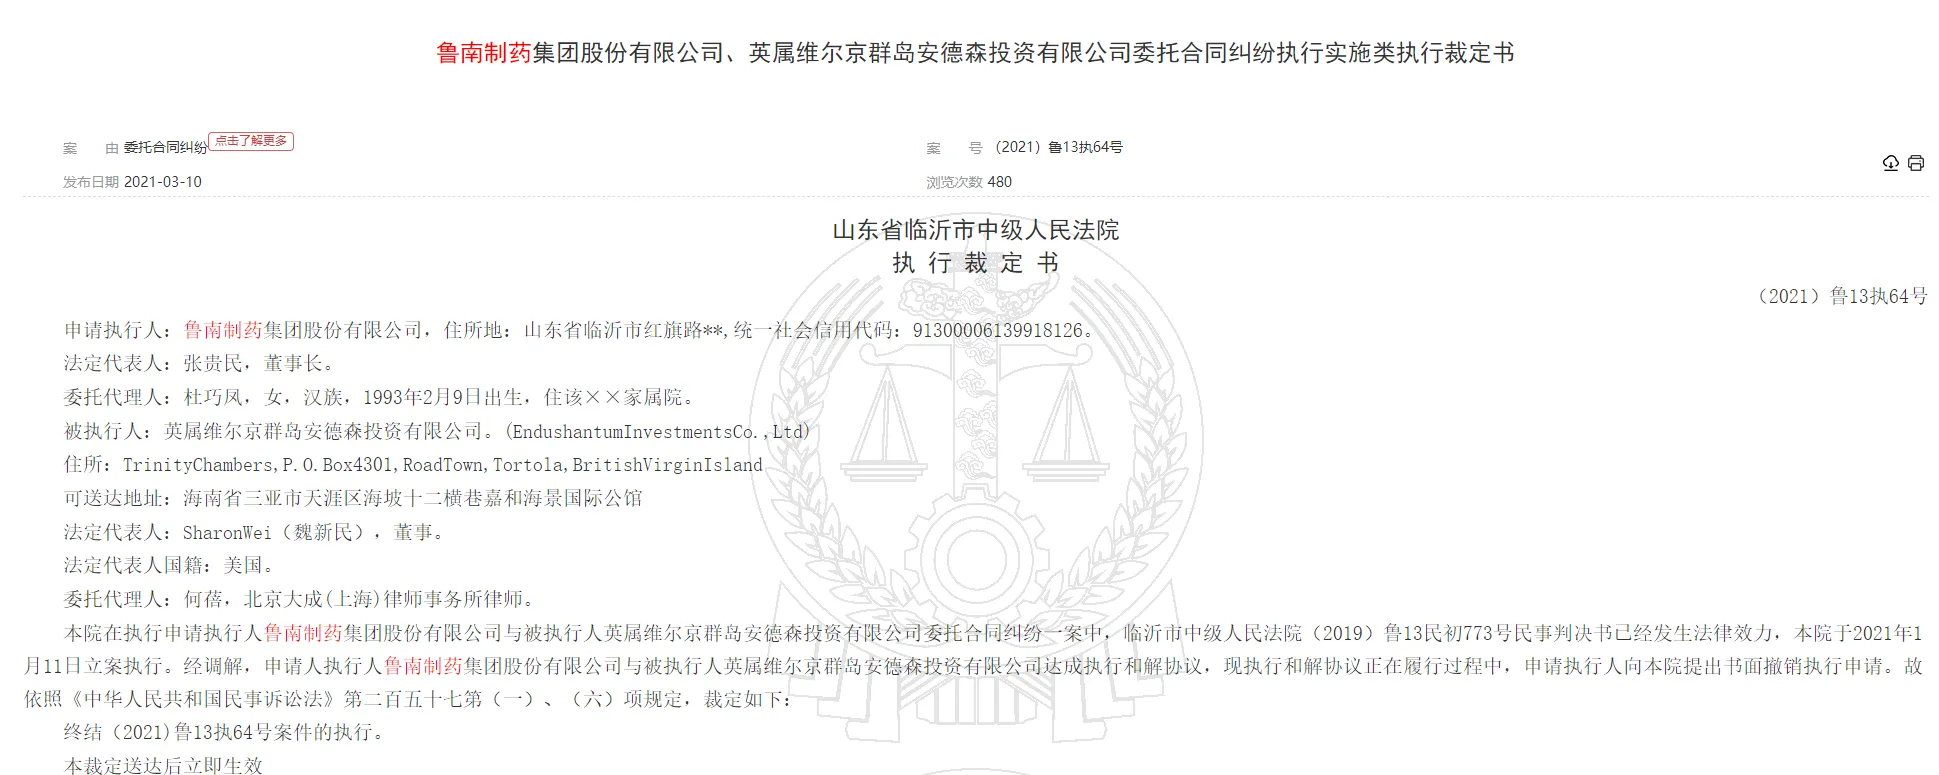 鲁南制药集团股份有限公司、英属维尔京群岛安德森投资有限公司委托合同纠纷执行实施类执行裁定书
案 由 委托合同纠纷 点击了解更多
案 号 （2021）鲁13执64号
发布日期 2021-03-10
浏览次数 480
山东省临沂市中级人民法院
执 行 裁 定 书
（2021）鲁13执64号
申请执行人：鲁南制药集团股份有限公司，住所地：山东省临沂市红旗路**,统一社会信用代码：91300006139918126。
法定代表人：张贵民，董事长。
委托代理人：杜巧凤，女，汉族，1993年2月9日出生，住该××家属院。
被执行人：英属维尔京群岛安德森投资有限公司。(EndushantumInvestmentsCo.,Ltd)
住所：TrinityChambers,P.O.Box4301,RoadTown,Tortola,BritishVirginIsland
可送达地址：海南省三亚市天涯区海坡十二横巷嘉和海景国际公馆
法定代表人：SharonWei（魏新民），董事。
法定代表人国籍：美国。
委托代理人：何蓓，北京大成(上海)律师事务所律师。
本院在执行申请执行人鲁南制药集团股份有限公司与被执行人英属维尔京群岛安德森投资有限公司委托合同纠纷一案中，临沂市中级人民法院（2019）鲁13民初773号民事判决书已经发生法律效力，本院于2021年1
月11日立案执行。经调解，申请人执行人鲁南制药集团股份有限公司与被执行人英属维尔京群岛安德森投资有限公司达成执行和解协议，现执行和解协议正在履行过程中，申请执行人向本院提出书面撤销执行申请。故
依照《中华人民共和国民事诉讼法》第二百五十七第（一）、（六）项规定，裁定如下：
终结（2021)鲁13执64号案件的执行。
本裁定送达后立即生效